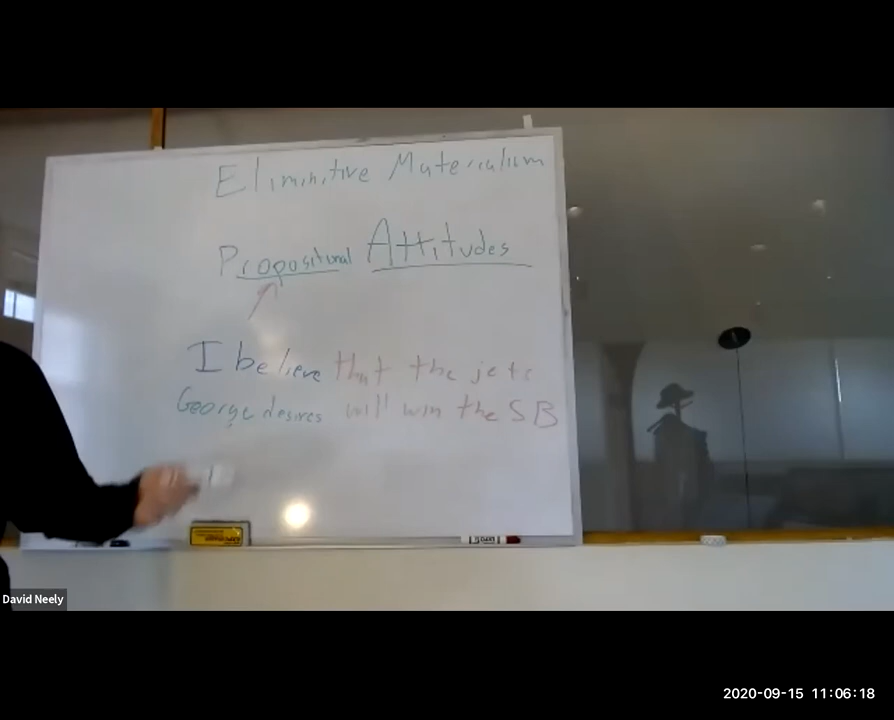 Eliminitive Materialism
Propositional Attitudes
I believe that the jets
George desires will win the SB
EXPO
David Neely
2020-09-15 11:06:18